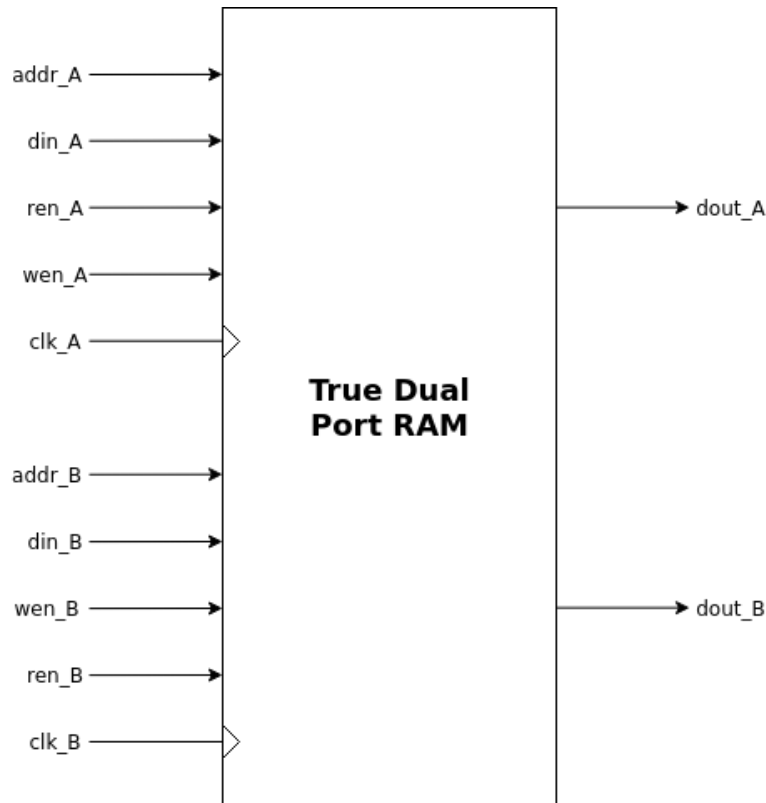 addr_A
din_A
ren_A
dout_A
wen_A
clk_A
True Dual
Port RAM
addr_B
din_B
wen_B
dout_B
ren_B
clk_B